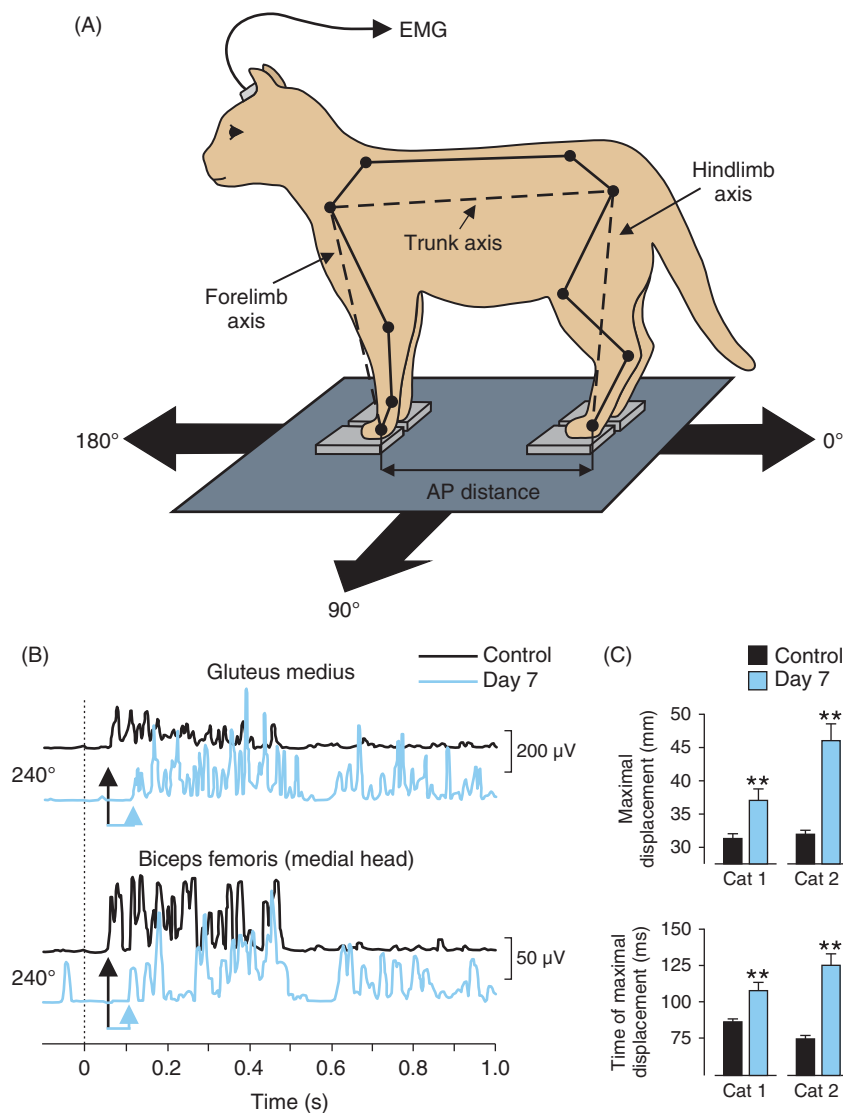 (A)
EMG
Hindlimb
axis
Trunk axis
Forelimb
axis
180°
0°
AP distance
90°
(B)
Control
Day 7
Gluteus medius
200 µV
240°
Biceps femoris (medial head)
50 µV
240°
0 0.2 0.4 0.6 0.8 1.0
Time (s)
(C)
Control
Day 7
Maximal
displacement (mm)
50
45
40
35
30
**
**
Cat 1 Cat 2
Time of maximal
displacement (ms)
150
125
100
75
**
**
Cat 1 Cat 2